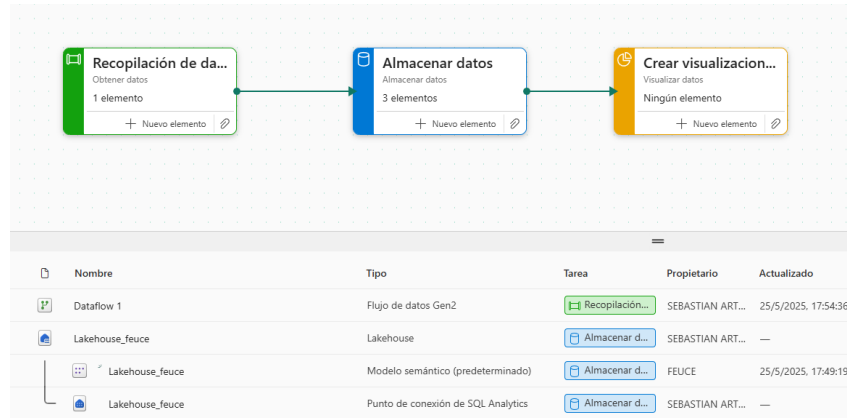 Recopilación de da...
Obtener datos
1 elemento
Nuevo elemento
Almacenar datos
Almacenar datos
3 elementos
Nuevo elemento
Crear visualizacion...
Visualizar datos
Ningún elemento
Nuevo elemento
Nombre Tipo Tarea Propietario Actualizado
Dataflow 1 Flujo de datos Gen2 Recopilación... SEBASTIAN ART... 25/5/2025, 17:54:36
Lakehouse_feuce Lakehouse Almacenar d... SEBASTIAN ART... —
Lakehouse_feuce Modelo semántico (predeterminado) Almacenar d... FEUCE 25/5/2025, 17:49:19
Lakehouse_feuce Punto de conexión de SQL Analytics Almacenar d... SEBASTIAN ART... —